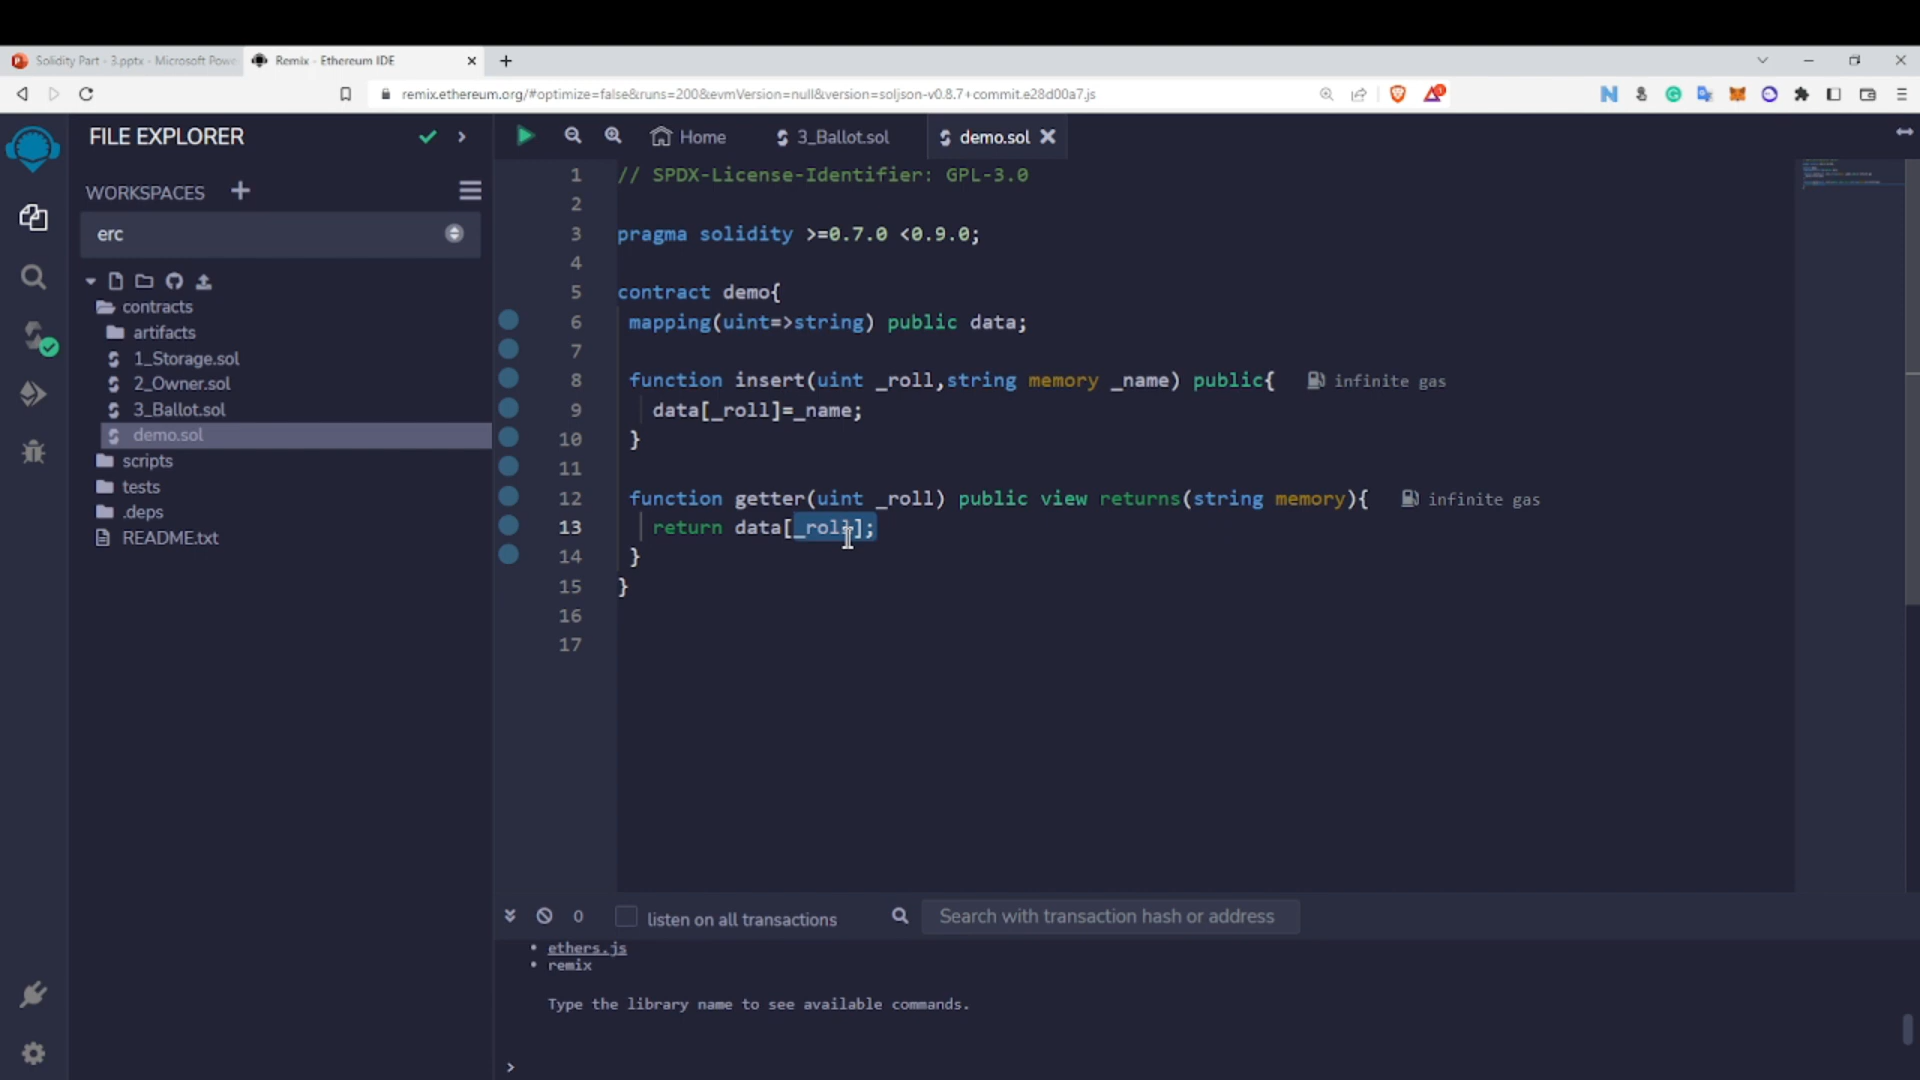 Solidity Part - 3.pptx - Microsoft Powe
Remix - Ethereum IDE
remix.ethereum.org/#optimize=false&runs=200&evmVersion=null&version=soljson-v0.8.7+commit.e28d00a7.js
FILE EXPLORER
Home
3_Ballot.sol
demo.sol
WORKSPACES
erc
contracts
artifacts
1_Storage.sol
2_Owner.sol
3_Ballot.sol
demo.sol
scripts
tests
.deps
README.txt
1 // SPDX-License-Identifier: GPL-3.0
2
3 pragma solidity >=0.7.0 <0.9.0;
4
5 contract demo{
6 mapping(uint=>string) public data;
7
8 function insert(uint _roll,string memory _name) public{ infinite gas
9 data[_roll]=_name;
10 }
11
12 function getter(uint _roll) public view returns(string memory){ infinite gas
13 return data[_roll];
14 }
15 }
16
17
0 listen on all transactions Search with transaction hash or address
• ethers.js
• remix
Type the library name to see available commands.
>